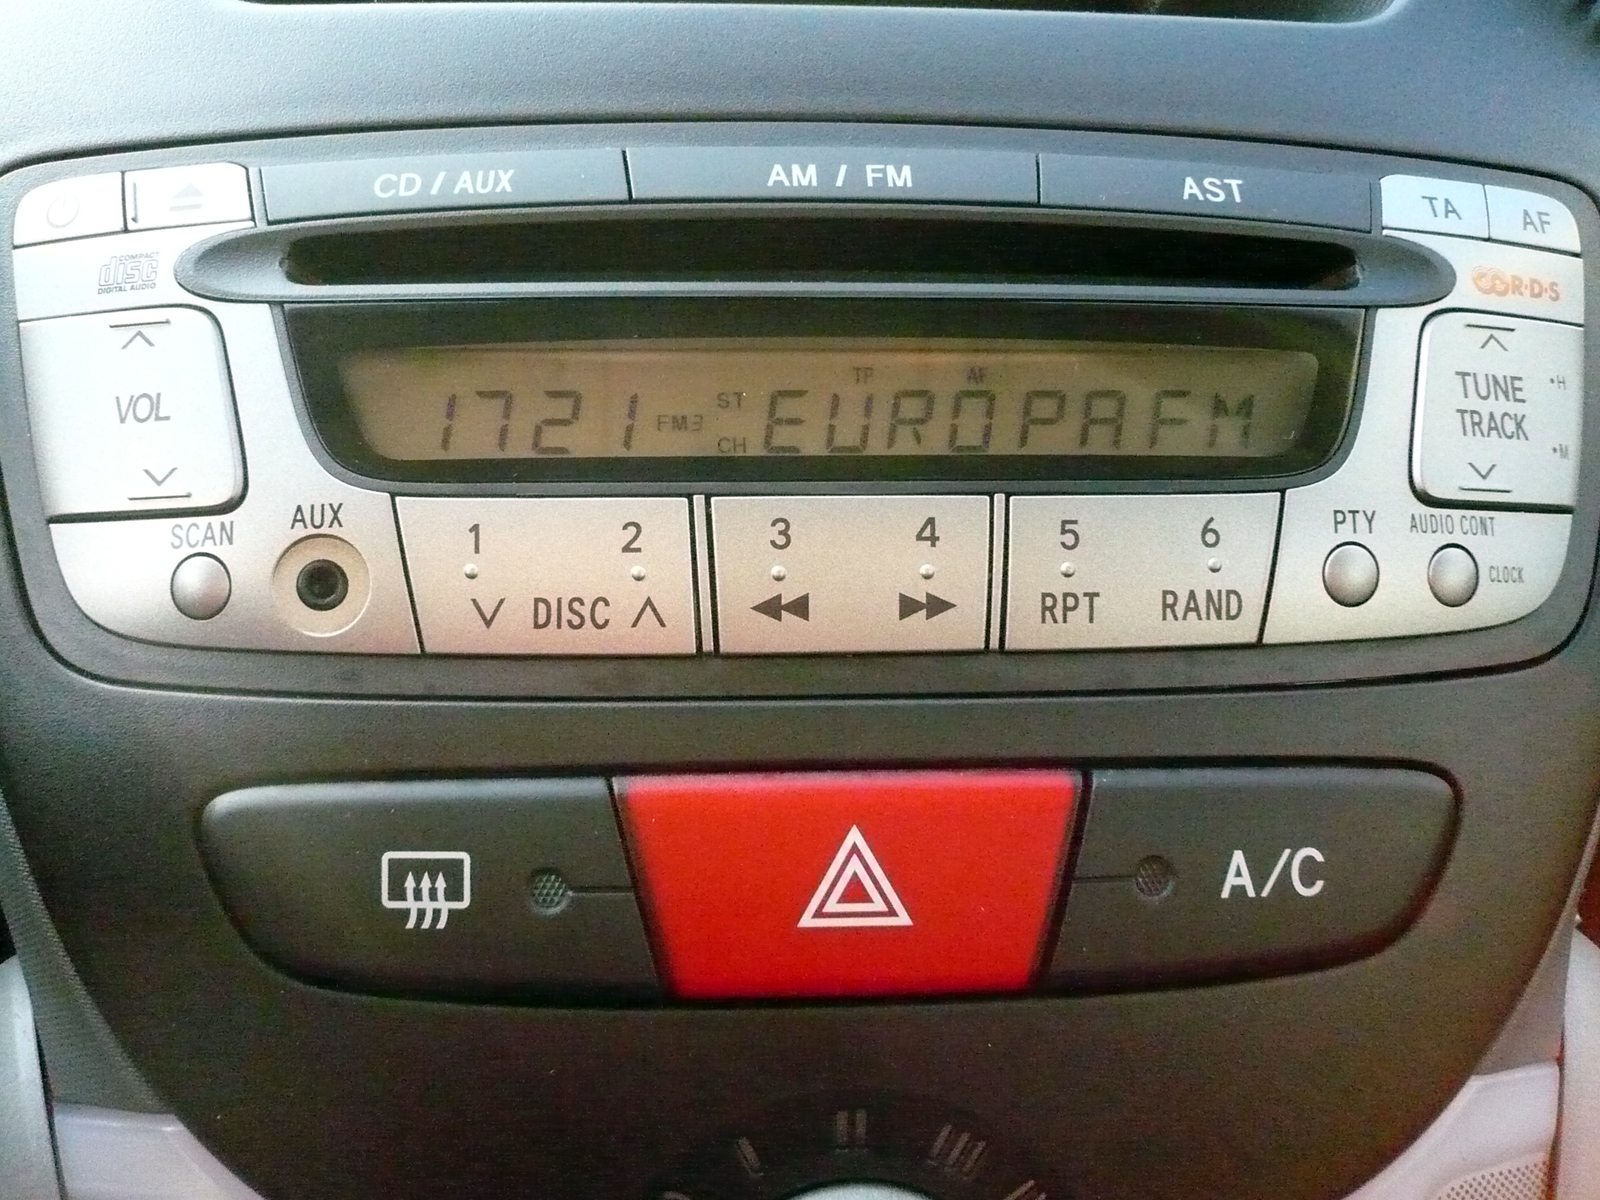 CD / AUX AM / FM AST TA AF
COMPACT
disc
DIGITAL AUDIO
R·D·S
VOL
1721 FM3 ST CH TP AF EUROPAFM
TUNE
TRACK
•H
•M
SCAN
AUX
1 2 3 4 5 6
DISC
RPT
RAND
PTY
AUDIO CONT
CLOCK
A/C